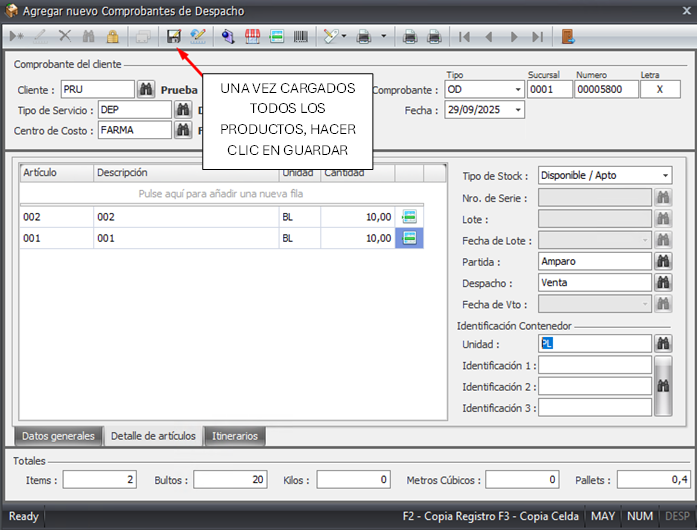 Agregar nuevo Comprobantes de Despacho
Comprobante del cliente
Cliente : PRU Prueba
Tipo de Servicio : DEP
Centro de Costo : FARMA
UNA VEZ CARGADOS
TODOS LOS
PRODUCTOS, HACER
CLIC EN GUARDAR
Tipo Sucursal Numero Letra
Comprobante : OD 0001 00005800 X
Fecha : 29/09/2025
Artículo Descripción Unidad Cantidad
Pulse aquí para añadir una nueva fila
002 002 BL 10,00
001 001 BL 10,00
Tipo de Stock : Disponible / Apto
Nro. de Serie :
Lote :
Fecha de Lote :
Partida : Amparo
Despacho : Venta
Fecha de Vto :
Identificación Contenedor
Unidad : PL
Identificación 1 :
Identificación 2 :
Identificación 3 :
Datos generales Detalle de artículos Itinerarios
Totales
Items : 2 Bultos : 20 Kilos : 0 Metros Cúbicos : 0 Pallets : 0,4
Ready F2 - Copia Registro F3 - Copia Celda MAY NUM DESP